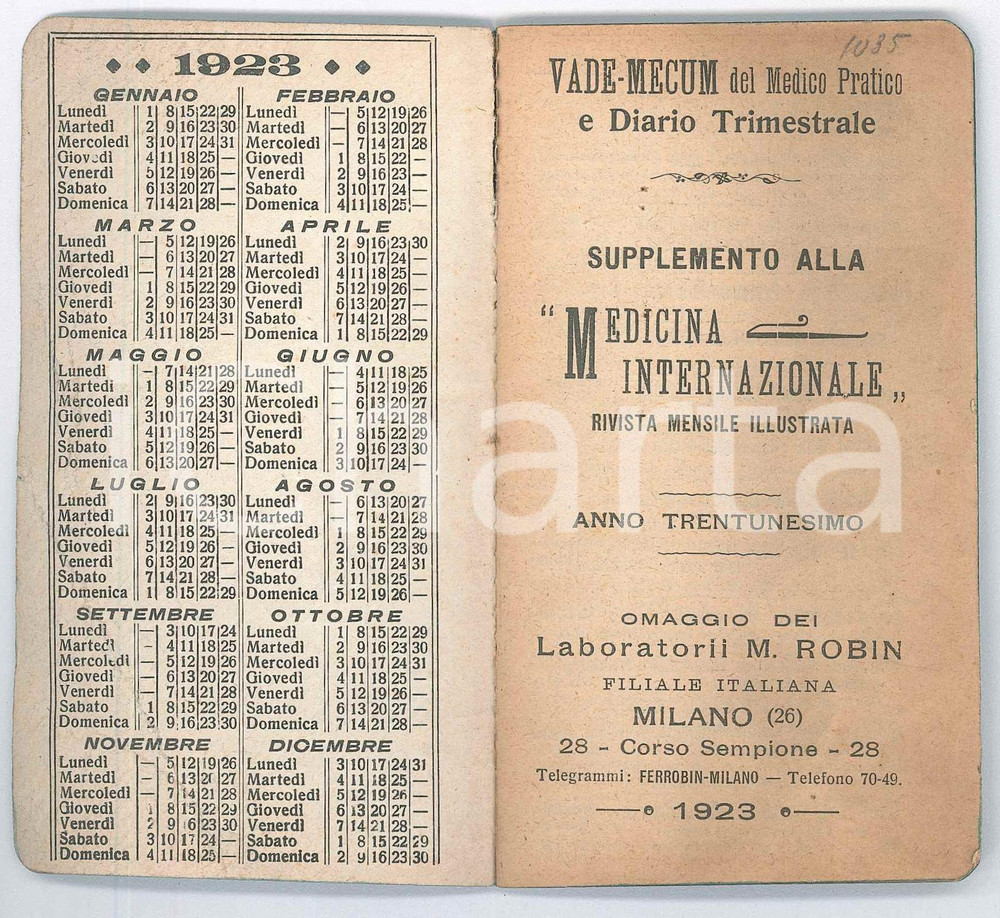 1923
GENNAIO
Lunedì 1 8 15 22 29
Martedì 2 9 16 23 30
Mercoledì 3 10 17 24 31
Giovedì 4 11 18 25 —
Venerdì 5 12 19 26 —
Sabato 6 13 20 27 —
Domenica 7 14 21 28 —
FEBBRAIO
Lunedì — 5 12 19 26
Martedì — 6 13 20 27
Mercoledì — 7 14 21 28
Giovedì 1 8 15 22 —
Venerdì 2 9 16 23 —
Sabato 3 10 17 24 —
Domenica 4 11 18 25 —
MARZO
Lunedì — 5 12 19 26
Martedì — 6 13 20 27
Mercoledì — 7 14 21 28
Giovedì 1 8 15 22 29
Venerdì 2 9 16 23 30
Sabato 3 10 17 24 31
Domenica 4 11 18 25 —
APRILE
Lunedì 2 9 16 23 30
Martedì 3 10 17 24 —
Mercoledì 4 11 18 25 —
Giovedì 5 12 19 26 —
Venerdì 6 13 20 27 —
Sabato 7 14 21 28 —
Domenica 1 8 15 22 29
MAGGIO
Lunedì — 7 14 21 28
Martedì 1 8 15 22 29
Mercoledì 2 9 16 23 30
Giovedì 3 10 17 24 31
Venerdì 4 11 18 25 —
Sabato 5 12 19 26 —
Domenica 6 13 20 27 —
GIUGNO
Lunedì — 4 11 18 25
Martedì — 5 12 19 26
Mercoledì — 6 13 20 27
Giovedì — 7 14 21 28
Venerdì 1 8 15 22 29
Sabato 2 9 16 23 30
Domenica 3 10 17 24 —
LUGLIO
Lunedì 2 9 16 23 30
Martedì 3 10 17 24 31
Mercoledì 4 11 18 25 —
Giovedì 5 12 19 26 —
Venerdì 6 13 20 27 —
Sabato 7 14 21 28 —
Domenica 1 8 15 22 29
AGOSTO
Lunedì — 6 13 20 27
Martedì — 7 14 21 28
Mercoledì 1 8 15 22 29
Giovedì 2 9 16 23 30
Venerdì 3 10 17 24 31
Sabato 4 11 18 25 —
Domenica 5 12 19 26 —
SETTEMBRE
Lunedì — 3 10 17 24
Martedì — 4 11 18 25
Mercoledì — 5 12 19 26
Giovedì — 6 13 20 27
Venerdì — 7 14 21 28
Sabato 1 8 15 22 29
Domenica 2 9 16 23 30
OTTOBRE
Lunedì 1 8 15 22 29
Martedì 2 9 16 23 30
Mercoledì 3 10 17 24 31
Giovedì 4 11 18 25 —
Venerdì 5 12 19 26 —
Sabato 6 13 20 27 —
Domenica 7 14 21 28 —
NOVEMBRE
Lunedì — 5 12 19 26
Martedì — 6 13 20 27
Mercoledì — 7 14 21 28
Giovedì 1 8 15 22 29
Venerdì 2 9 16 23 30
Sabato 3 10 17 24 —
Domenica 4 11 18 25 —
DICEMBRE
Lunedì 3 10 17 24 31
Martedì 4 11 18 25 —
Mercoledì 5 12 19 26 —
Giovedì 6 13 20 27 —
Venerdì 7 14 21 28 —
Sabato 1 8 15 22 29
Domenica 2 9 16 23 30
1035
VADE-MECUM del Medico Pratico
e Diario Trimestrale
SUPPLEMENTO ALLA
“ MEDICINA
INTERNAZIONALE „
RIVISTA MENSILE ILLUSTRATA
ANNO TRENTUNESIMO
OMAGGIO DEI
Laboratorii M. ROBIN
FILIALE ITALIANA
MILANO (26)
28 - Corso Sempione - 28
Telegrammi: FERROBIN-MILANO — Telefono 70-49.
1923